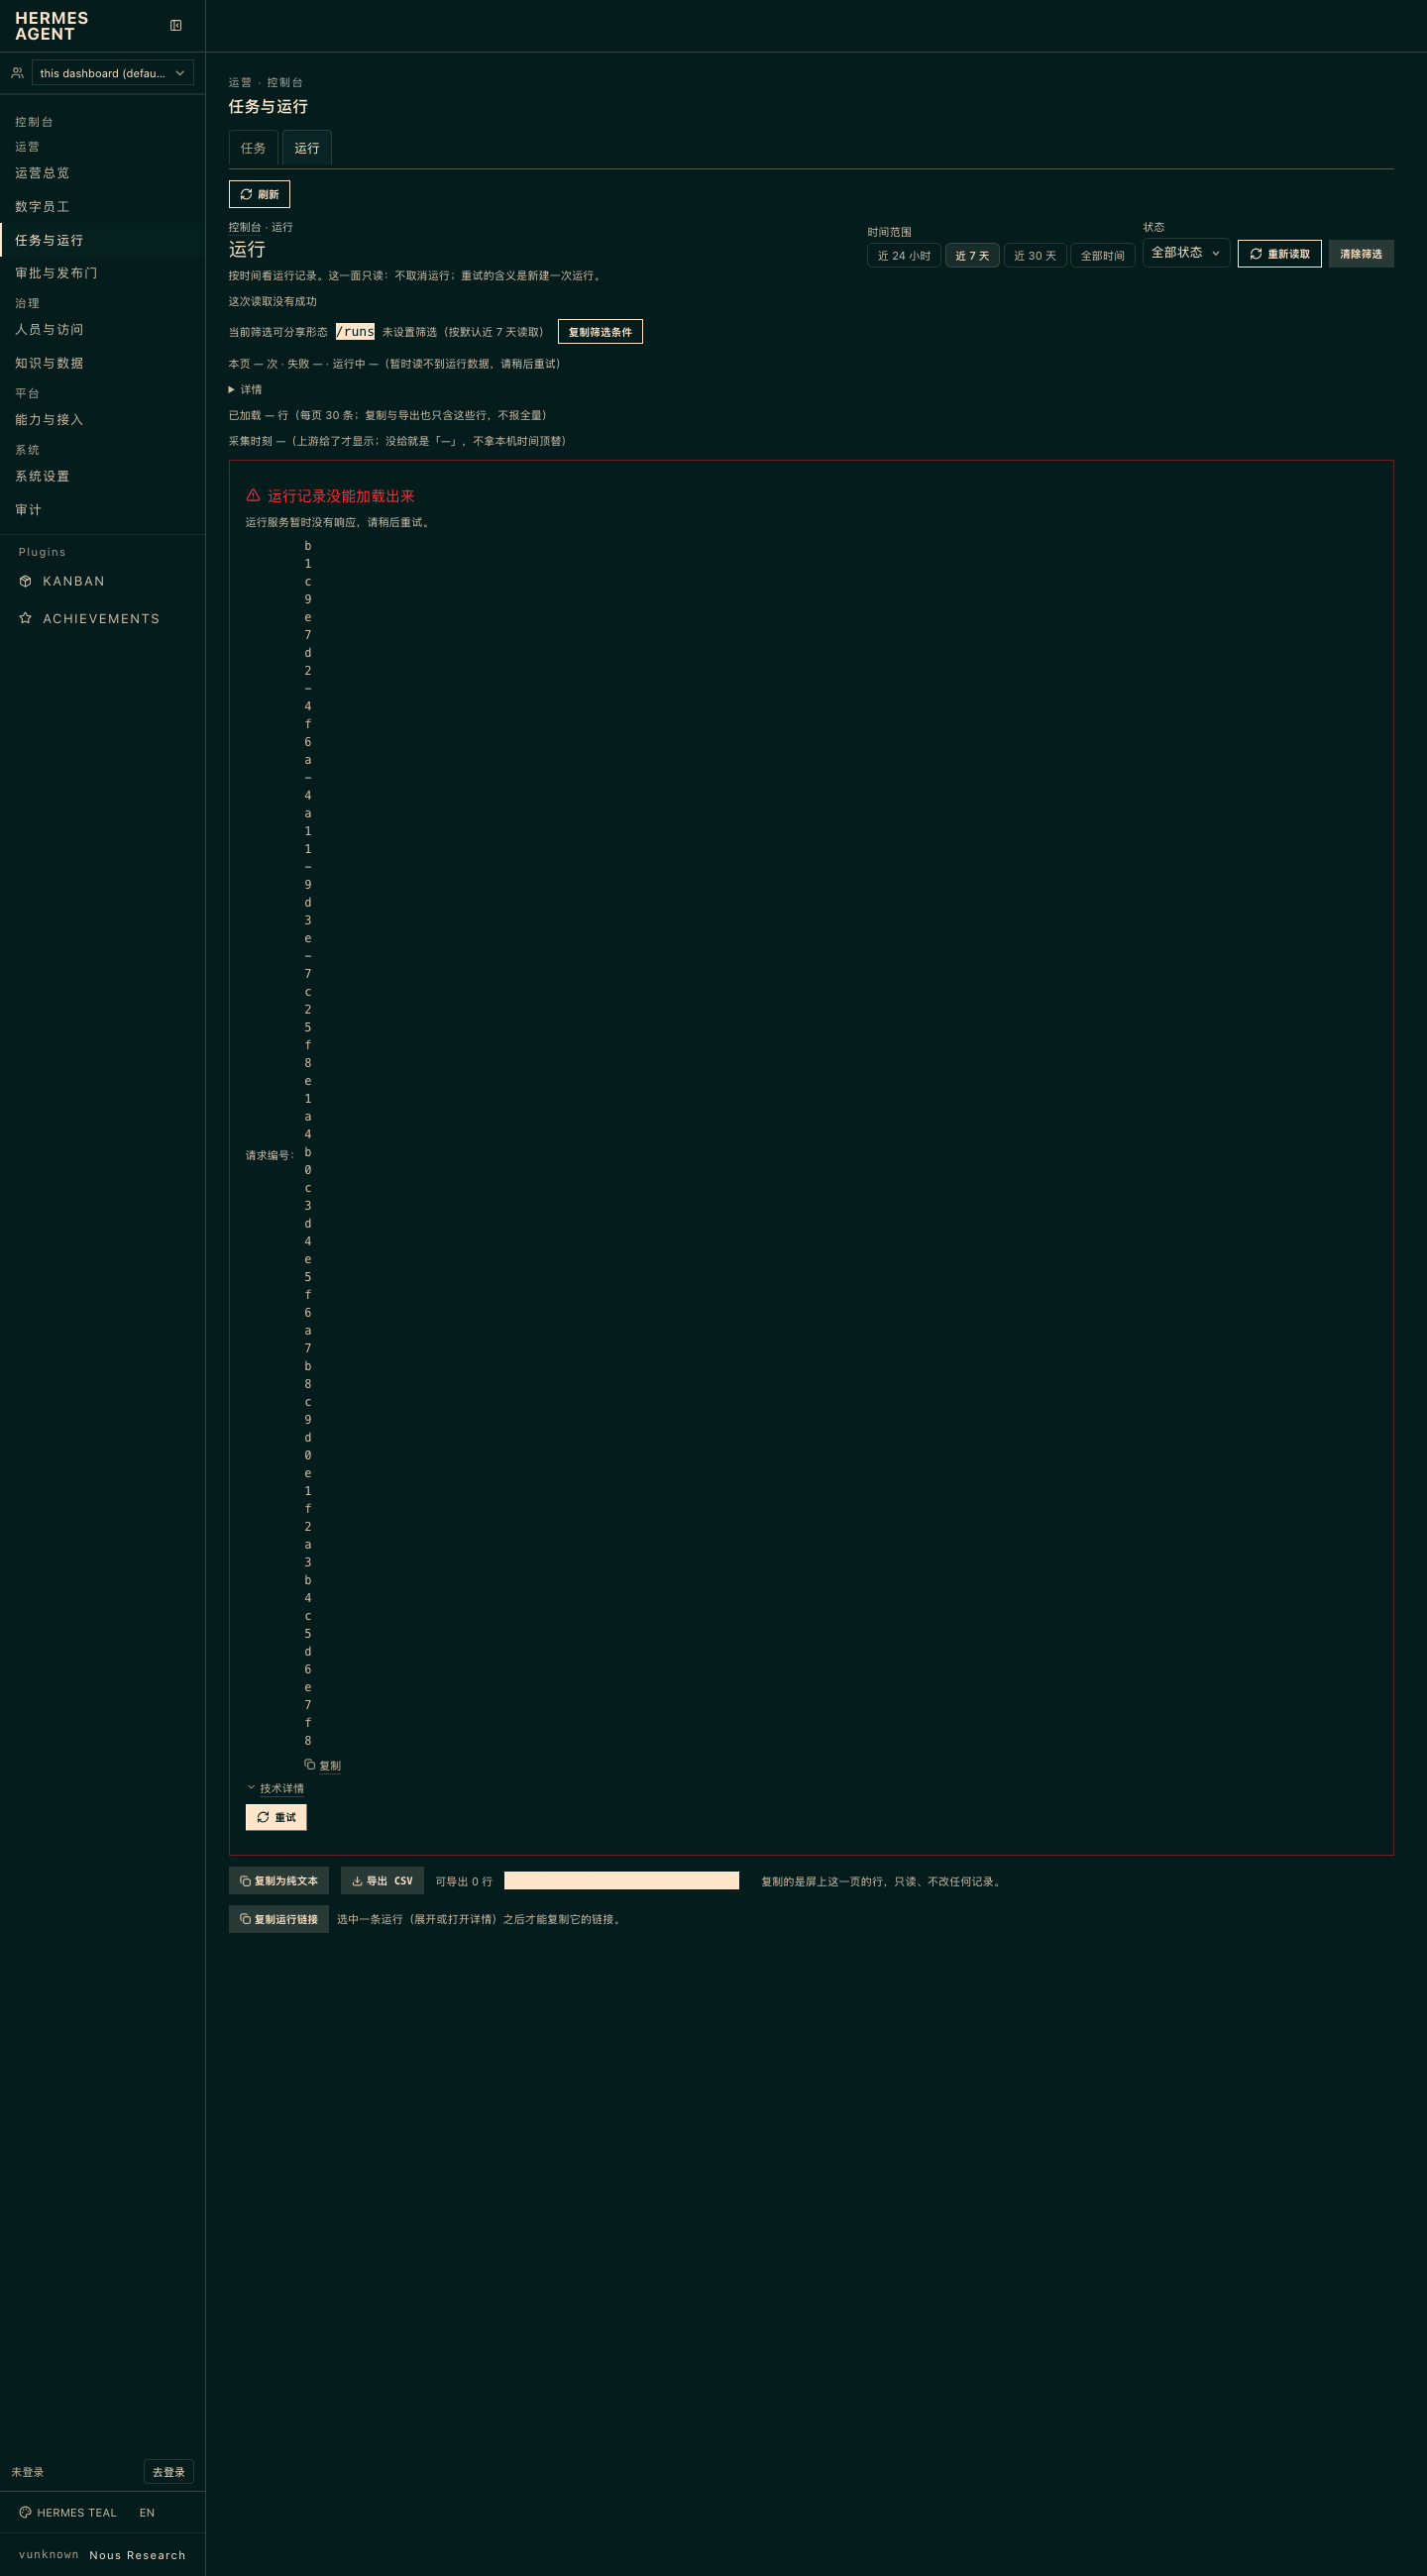 HERMES
AGENT
this dashboard (defau...
控制台
运营
运营总览
数字员工
任务与运行
审批与发布门
治理
人员与访问
知识与数据
平台
能力与接入
系统
系统设置
审计
Plugins
KANBAN
ACHIEVEMENTS
未登录
去登录
HERMES TEAL
EN
vunknown
Nous Research
运营 · 控制台
任务与运行
任务
运行
刷新
控制台 · 运行
运行
按时间看运行记录。这一面只读：不取消运行；重试的含义是新建一次运行。
这次读取没有成功
时间范围
近 24 小时
近 7 天
近 30 天
全部时间
状态
全部状态
重新读取
清除筛选
当前筛选可分享形态 /runs 未设置筛选（按默认近 7 天读取） 复制筛选条件
本页 — 次 · 失败 — · 运行中 —（暂时读不到运行数据，请稍后重试）
详情
已加载 — 行（每页 30 条；复制与导出也只含这些行，不报全量）
采集时刻 —（上游给了才显示；没给就是「—」，不拿本机时间顶替）
运行记录没能加载出来
运行服务暂时没有响应，请稍后重试。
请求编号：
b
1
c
9
e
7
d
2
-
4
f
6
a
-
4
a
1
1
-
9
d
3
e
-
7
c
2
5
f
8
e
1
a
4
b
0
c
3
d
4
e
5
f
6
a
7
b
8
c
9
d
0
e
1
f
2
a
3
b
4
c
5
d
6
e
7
f
8
复制
技术详情
重试
复制为纯文本
导出 CSV
可导出 0 行
复制的是屏上这一页的行，只读、不改任何记录。
复制运行链接
选中一条运行（展开或打开详情）之后才能复制它的链接。